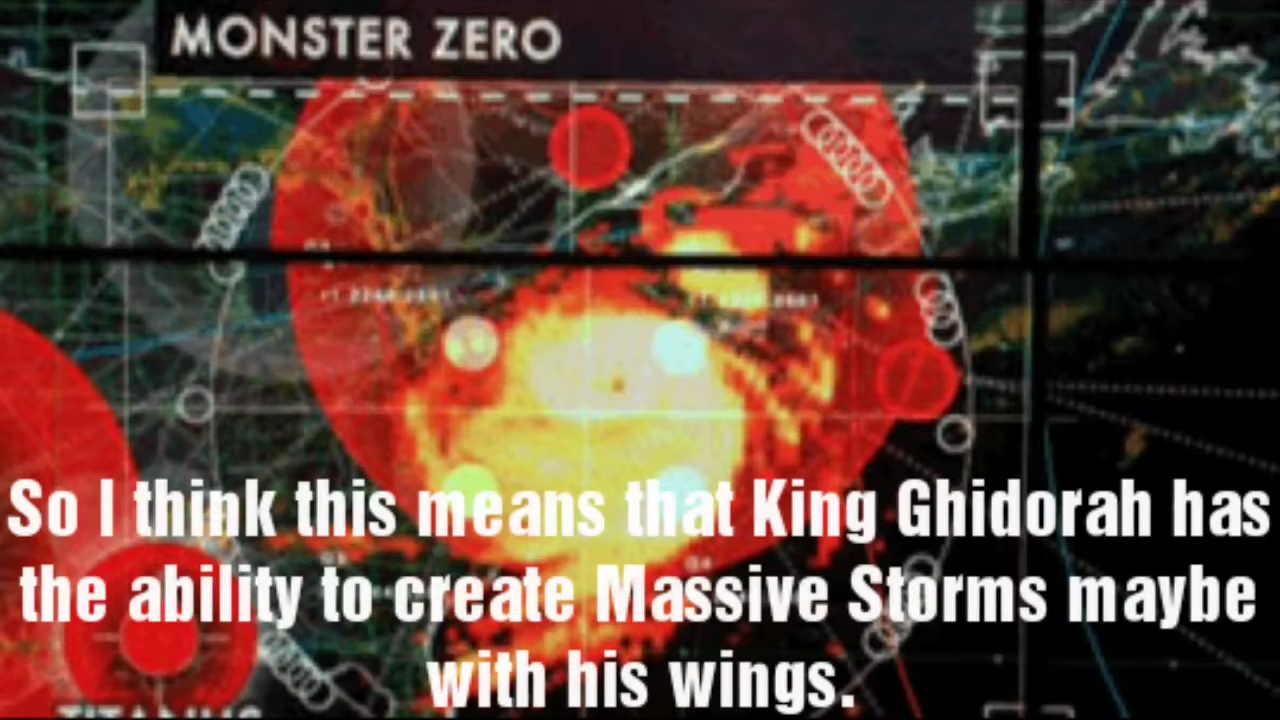 MONSTER ZERO
So I think this means that King Ghidorah has
the ability to create Massive Storms maybe
with his wings.
TITANUS